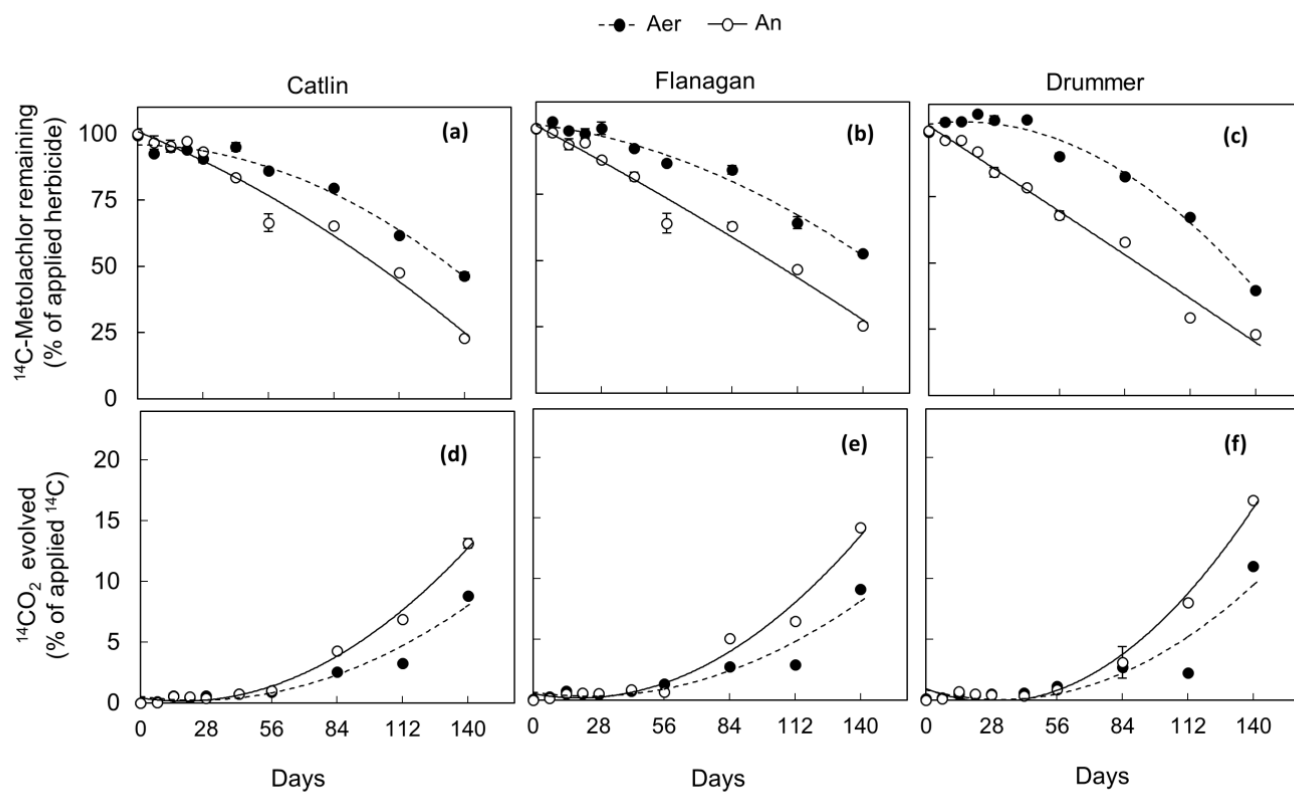 Aer An
Catlin Flanagan Drummer
¹⁴C-Metolachlor remaining
(% of applied herbicide)
100
75
50
25
0
(a) (b) (c)
¹⁴CO₂ evolved
(% of applied ¹⁴C)
20
15
10
5
0
(d) (e) (f)
0 28 56 84 112 140 0 28 56 84 112 140 0 28 56 84 112 140
Days Days Days